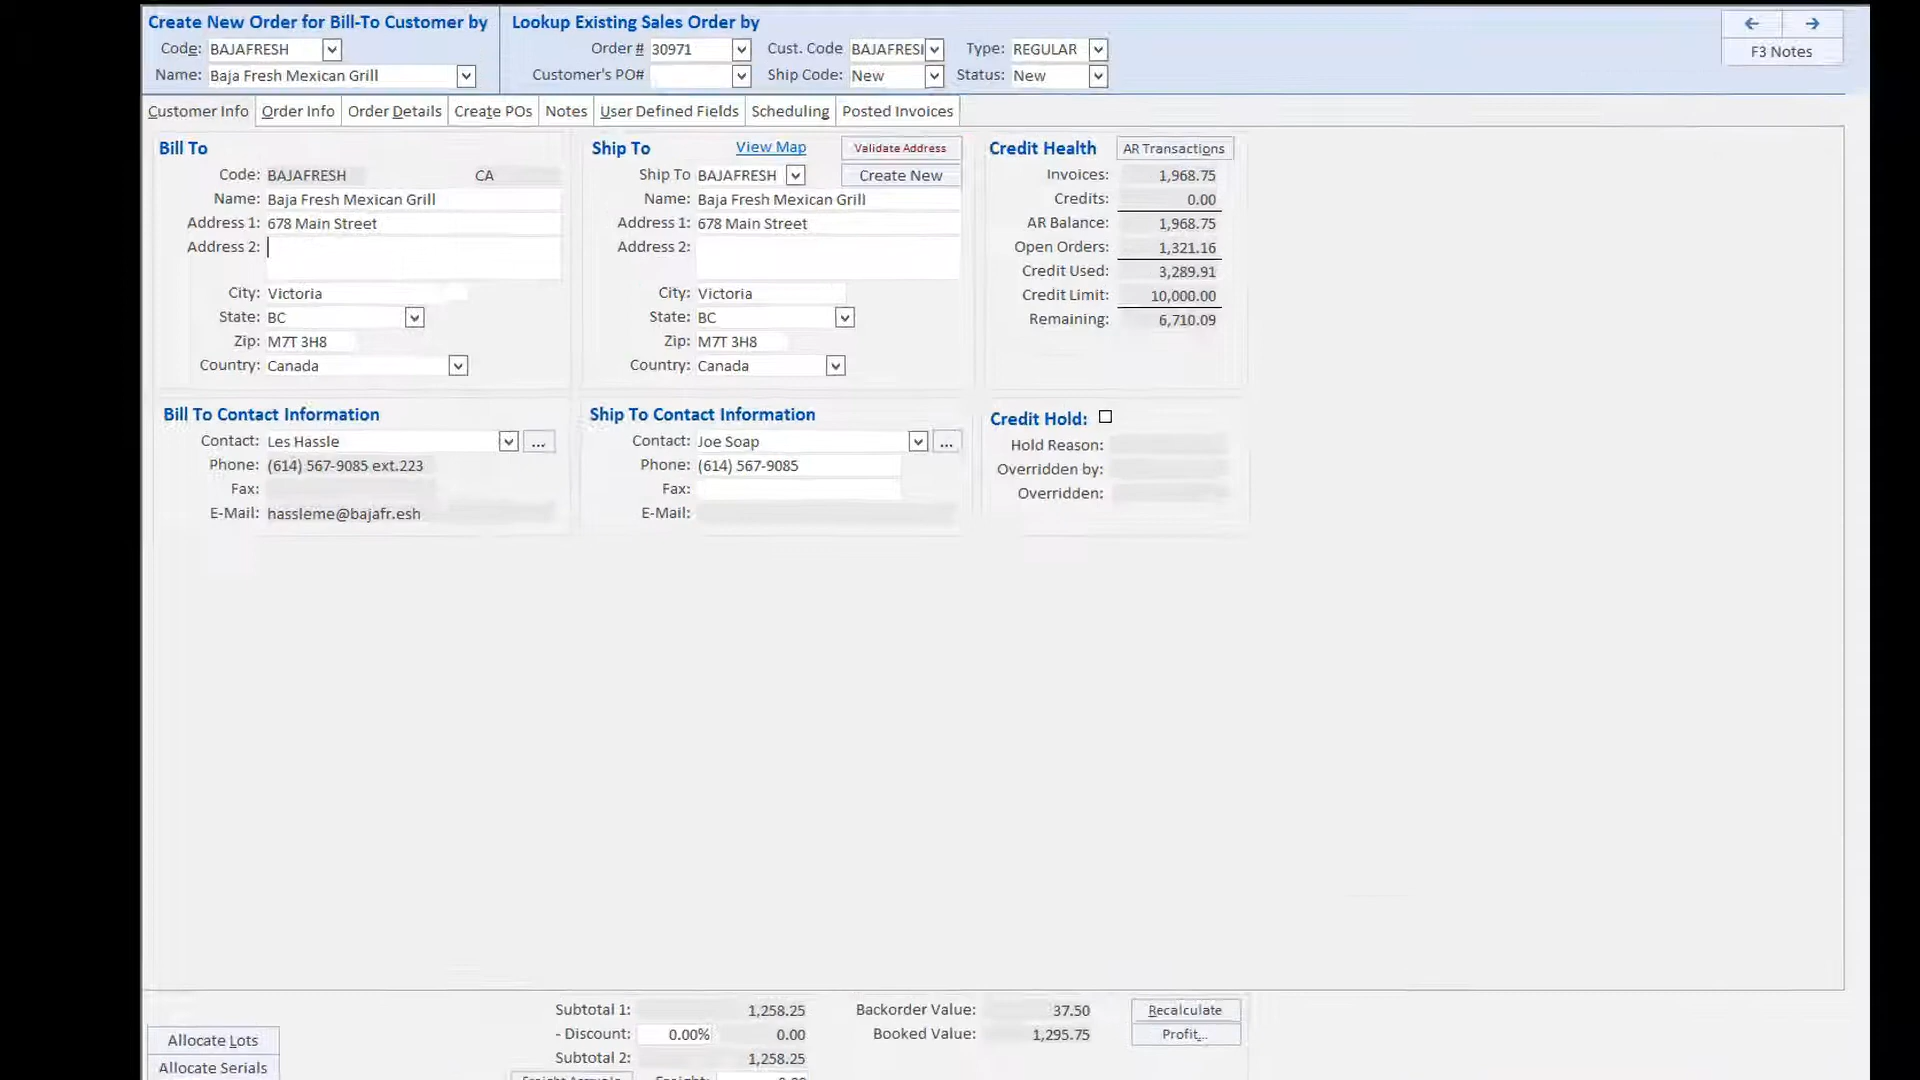 Create New Order for Bill-To Customer by
Lookup Existing Sales Order by
Code: BAJAFRESH
Order # 30971
Cust. Code BAJAFRESI
Type: REGULAR
F3 Notes
Name: Baja Fresh Mexican Grill
Customer's PO#
Ship Code: New
Status: New
Customer Info
Order Info
Order Details
Create POs
Notes
User Defined Fields
Scheduling
Posted Invoices
Bill To
Code: BAJAFRESH CA
Name: Baja Fresh Mexican Grill
Address 1: 678 Main Street
Address 2:
City: Victoria
State: BC
Zip: M7T 3H8
Country: Canada
Ship To
View Map
Validate Address
Ship To BAJAFRESH
Create New
Name: Baja Fresh Mexican Grill
Address 1: 678 Main Street
Address 2:
City: Victoria
State: BC
Zip: M7T 3H8
Country: Canada
Credit Health
AR Transactions
Invoices: 1,968.75
Credits: 0.00
AR Balance: 1,968.75
Open Orders: 1,321.16
Credit Used: 3,289.91
Credit Limit: 10,000.00
Remaining: 6,710.09
Bill To Contact Information
Contact: Les Hassle
...
Phone: (614) 567-9085 ext.223
Fax:
E-Mail: hassleme@bajafr.esh
Ship To Contact Information
Contact: Joe Soap
...
Phone: (614) 567-9085
Fax:
E-Mail:
Credit Hold:
Hold Reason:
Overridden by:
Overridden:
Allocate Lots
Allocate Serials
Subtotal 1: 1,258.25
- Discount: 0.00% 0.00
Subtotal 2: 1,258.25
Backorder Value: 37.50
Booked Value: 1,295.75
Recalculate
Profit...